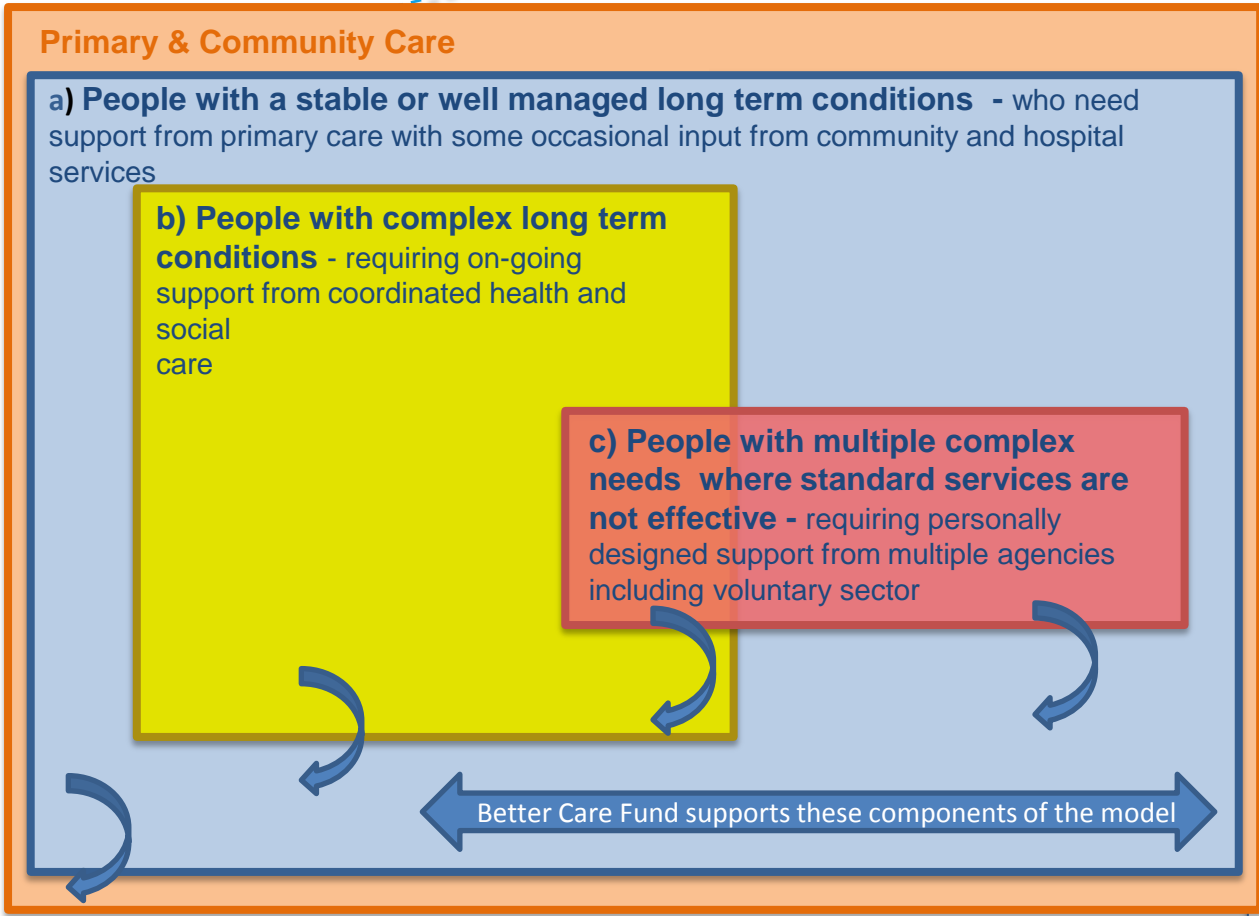 Primary & Community Care
a) People with a stable or well managed long term conditions - who need
support from primary care with some occasional input from community and hospital
services
b) People with complex long term
conditions - requiring on-going
support from coordinated health and
social
care
c) People with multiple complex
needs where standard services are
not effective - requiring personally
designed support from multiple agencies
including voluntary sector
Better Care Fund supports these components of the model